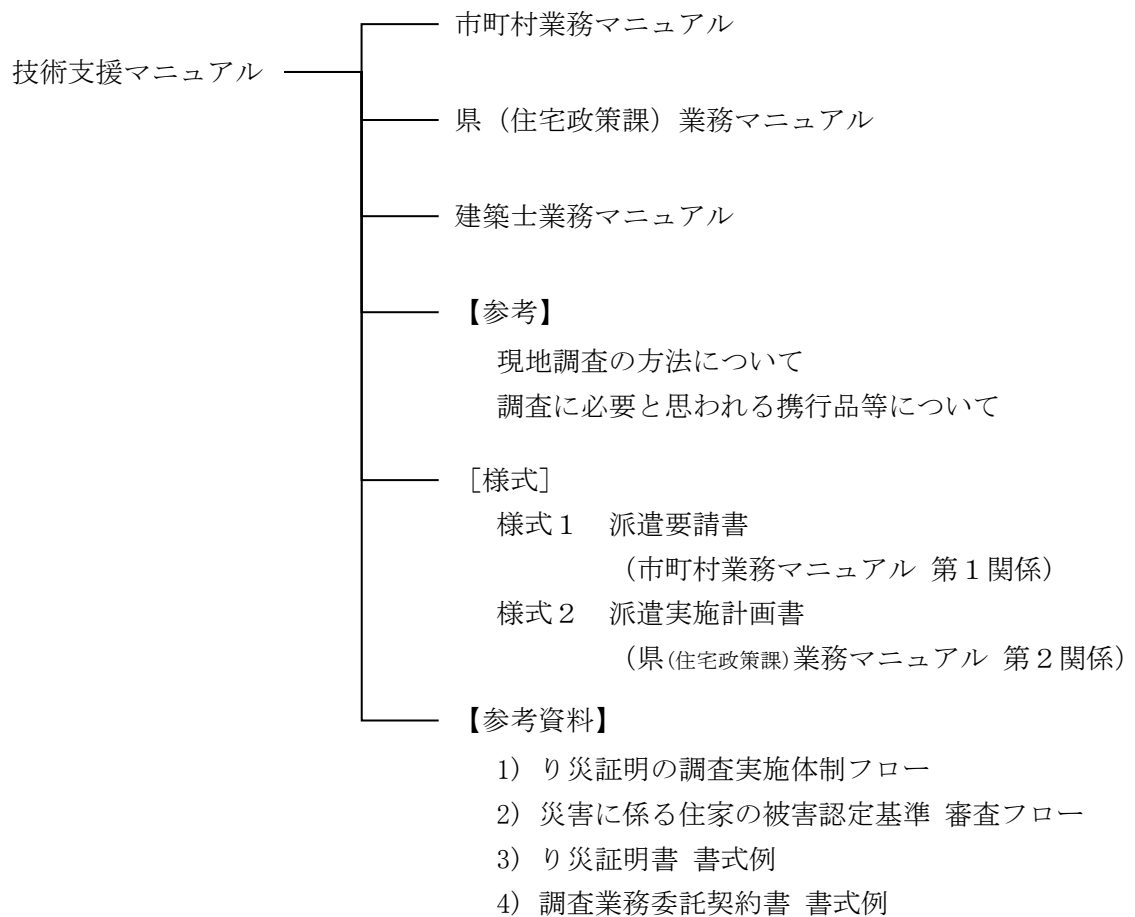 市町村業務マニュアル
技術支援マニュアル
県（住宅政策課）業務マニュアル
建築士業務マニュアル
【参考】
現地調査の方法について
調査に必要と思われる携行品等について
［様式］
様式１　派遣要請書
（市町村業務マニュアル 第１関係）
様式２　派遣実施計画書
（県(住宅政策課)業務マニュアル 第２関係）
【参考資料】
1) り災証明の調査実施体制フロー
2) 災害に係る住家の被害認定基準 審査フロー
3) り災証明書 書式例
4) 調査業務委託契約書 書式例